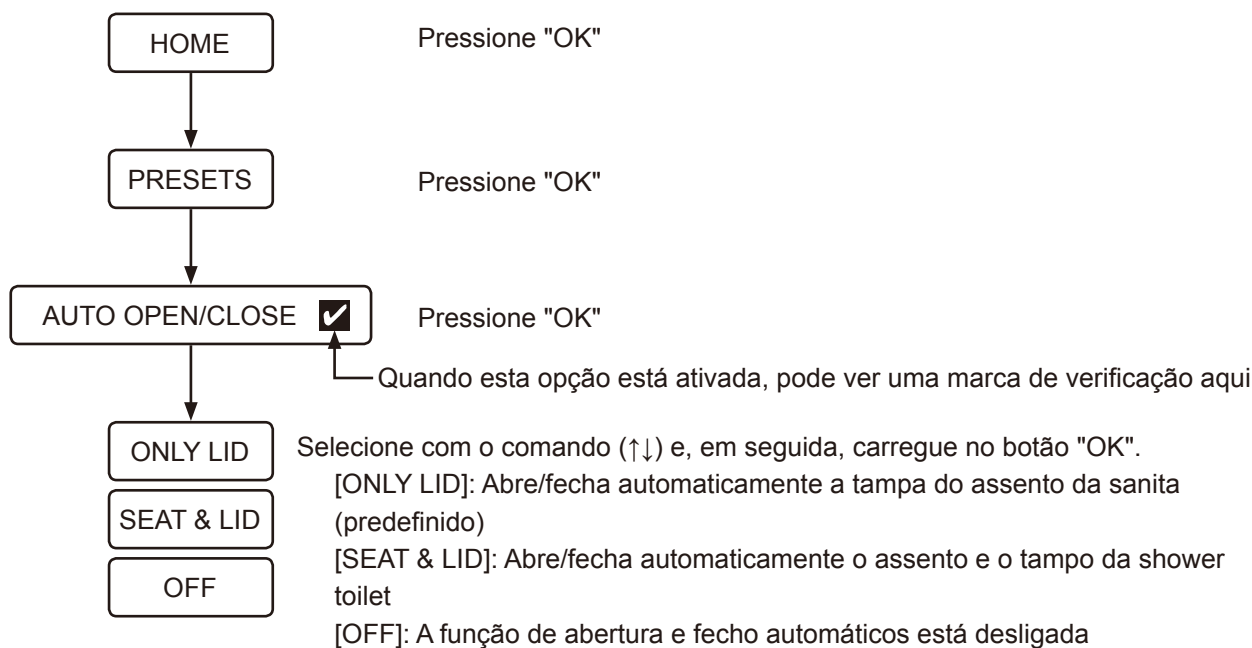 HOME
Pressione "OK"
PRESETS
Pressione "OK"
AUTO OPEN/CLOSE ✔
Pressione "OK"
Quando esta opção está ativada, pode ver uma marca de verificação aqui
ONLY LID
SEAT & LID
OFF
Selecione com o comando (↑↓) e, em seguida, carregue no botão "OK".
[ONLY LID]: Abre/fecha automaticamente a tampa do assento da sanita
(predefinido)
[SEAT & LID]: Abre/fecha automaticamente o assento e o tampo da shower
toilet
[OFF]: A função de abertura e fecho automáticos está desligada